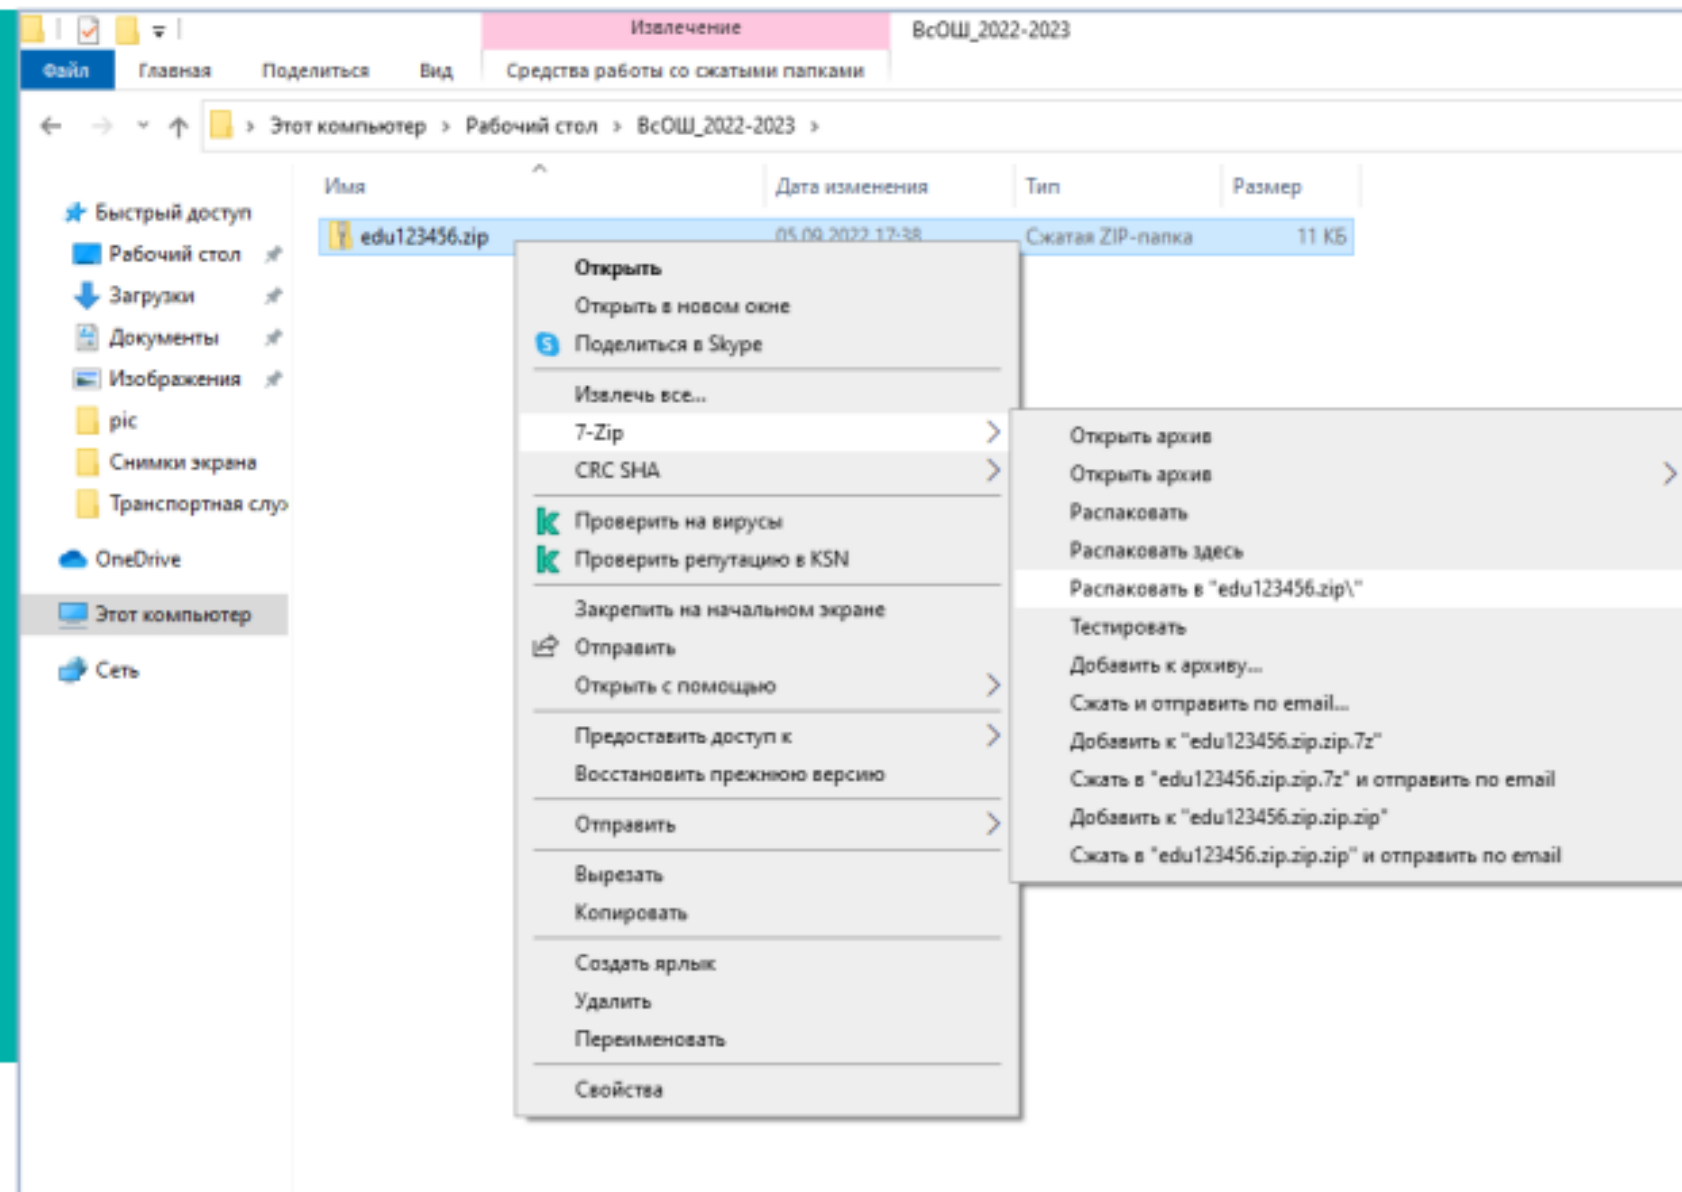 Извлечение
ВсОШ_2022-2023
Файл
Главная
Поделиться
Вид
Средства работы со сжатыми папками
Этот компьютер > Рабочий стол > ВсОШ_2022-2023 >
Имя
Дата изменения
Тип
Размер
edu123456.zip
05.09.2022 17:38
Сжатая ZIP-папка
11 КБ
Быстрый доступ
Рабочий стол
Загрузки
Документы
Изображения
pic
Снимки экрана
Транспортная слу
OneDrive
Этот компьютер
Сеть
Открыть
Открыть в новом окне
Поделиться в Skype
Извлечь все...
7-Zip
CRC SHA
Проверить на вирусы
Проверить репутацию в KSN
Закрепить на начальном экране
Отправить
Открыть с помощью
Предоставить доступ к
Восстановить прежнюю версию
Отправить
Вырезать
Копировать
Создать ярлык
Удалить
Переименовать
Свойства
Открыть архив
Открыть архив
Распаковать
Распаковать здесь
Распаковать в "edu123456.zip\"
Тестировать
Добавить к архиву...
Сжать и отправить по email...
Добавить к "edu123456.zip.zip.7z"
Сжать в "edu123456.zip.zip.7z" и отправить по email
Добавить к "edu123456.zip.zip.zip"
Сжать в "edu123456.zip.zip.zip" и отправить по email